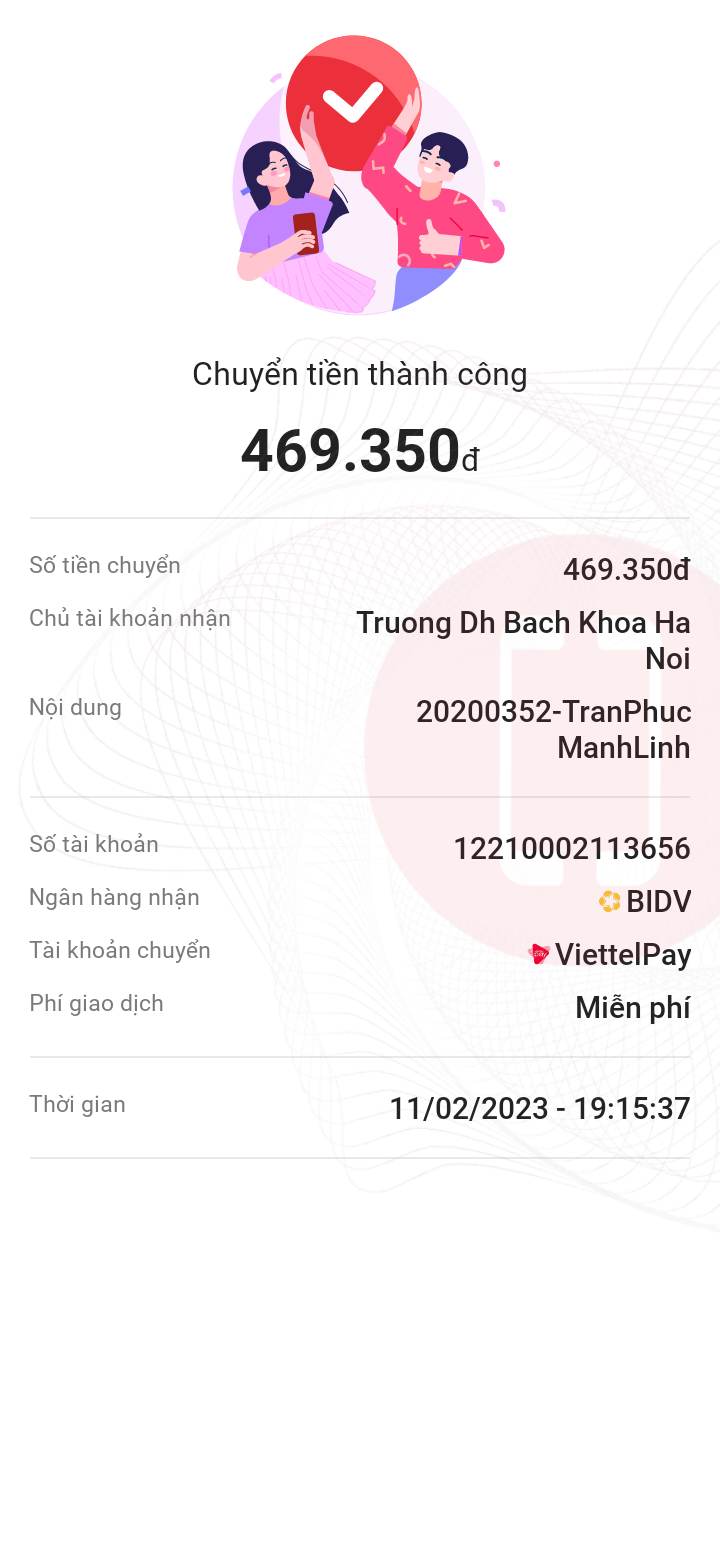 Chuyển tiền thành công
469.350đ
Số tiền chuyển 469.350đ
Chủ tài khoản nhận Truong Dh Bach Khoa Ha
Noi
Nội dung 20200352-TranPhuc
ManhLinh
Số tài khoản 12210002113656
Ngân hàng nhận BIDV
Tài khoản chuyển ViettelPay
Phí giao dịch Miễn phí
Thời gian 11/02/2023 - 19:15:37